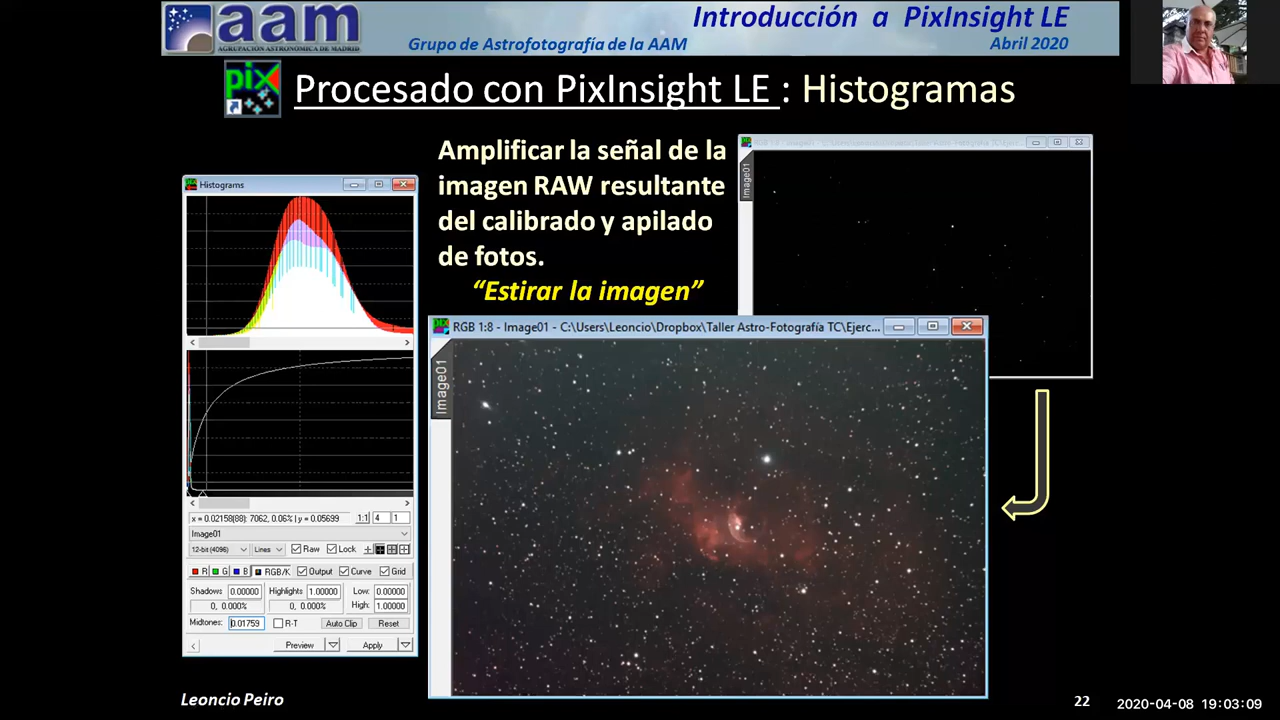 aam
AGRUPACIÓN ASTRONÓMICA DE MADRID
Introducción a PixInsight LE
Grupo de Astrofotografía de la AAM
Abril 2020
pix
Procesado con PixInsight LE : Histogramas
Amplificar la señal de la
imagen RAW resultante
del calibrado y apilado
de fotos.
“Estirar la imagen”
Image01
Histograms
x = 0.02158(88): 7062, 0.06% | y = 0.05699 1:1 4 1
Image01
12-bit (4096) Lines Raw Lock
R G B RGB/K Output Curve Grid
Shadows: 0.00000 Highlights: 1.00000 Low: 0.00000
0, 0.000% 0, 0.000% High: 1.00000
Midtones: 0.01759 R-T Auto Clip Reset
Preview Apply
RGB 1:8 - Image01 - C:\Users\Leoncio\Dropbox\Taller Astro-Fotografía TC\Ejerc...
Image01
Leoncio Peiro
22
2020-04-08 19:03:09